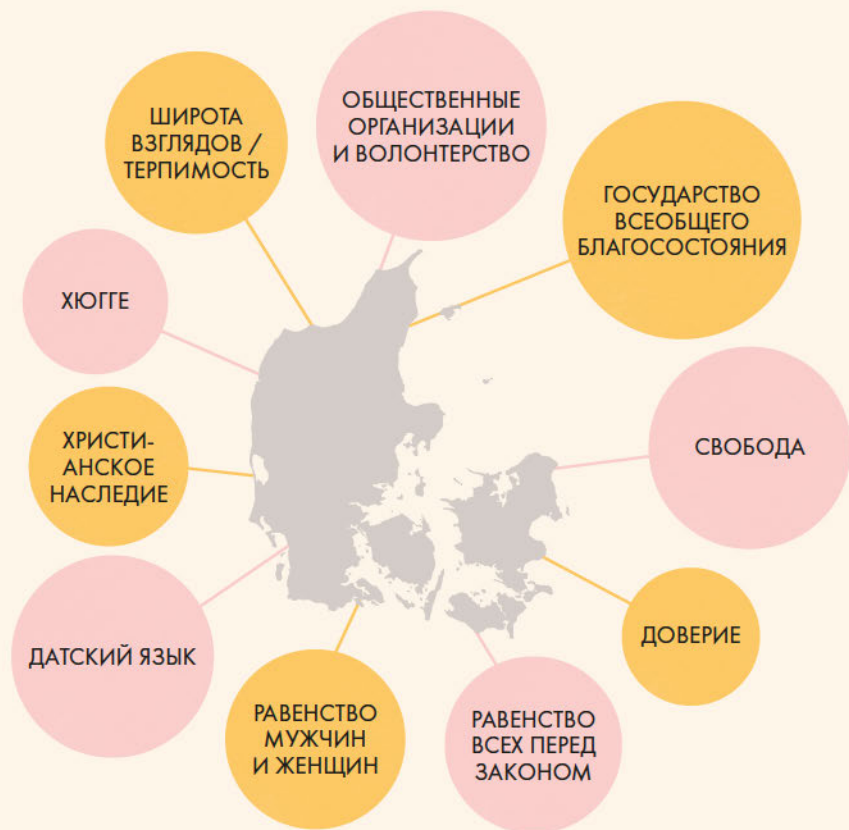 ОБЩЕСТВЕННЫЕ
ОРГАНИЗАЦИИ
И ВОЛОНТЕРСТВО
ШИРОТА
ВЗГЛЯДОВ /
ТЕРПИМОСТЬ
ГОСУДАРСТВО
ВСЕОБЩЕГО
БЛАГОСОСТОЯНИЯ
ХЮГГЕ
ХРИСТИ-
АНСКОЕ
НАСЛЕДИЕ
СВОБОДА
ДАТСКИЙ ЯЗЫК
ДОВЕРИЕ
РАВЕНСТВО
МУЖЧИН
И ЖЕНЩИН
РАВЕНСТВО
ВСЕХ ПЕРЕД
ЗАКОНОМ